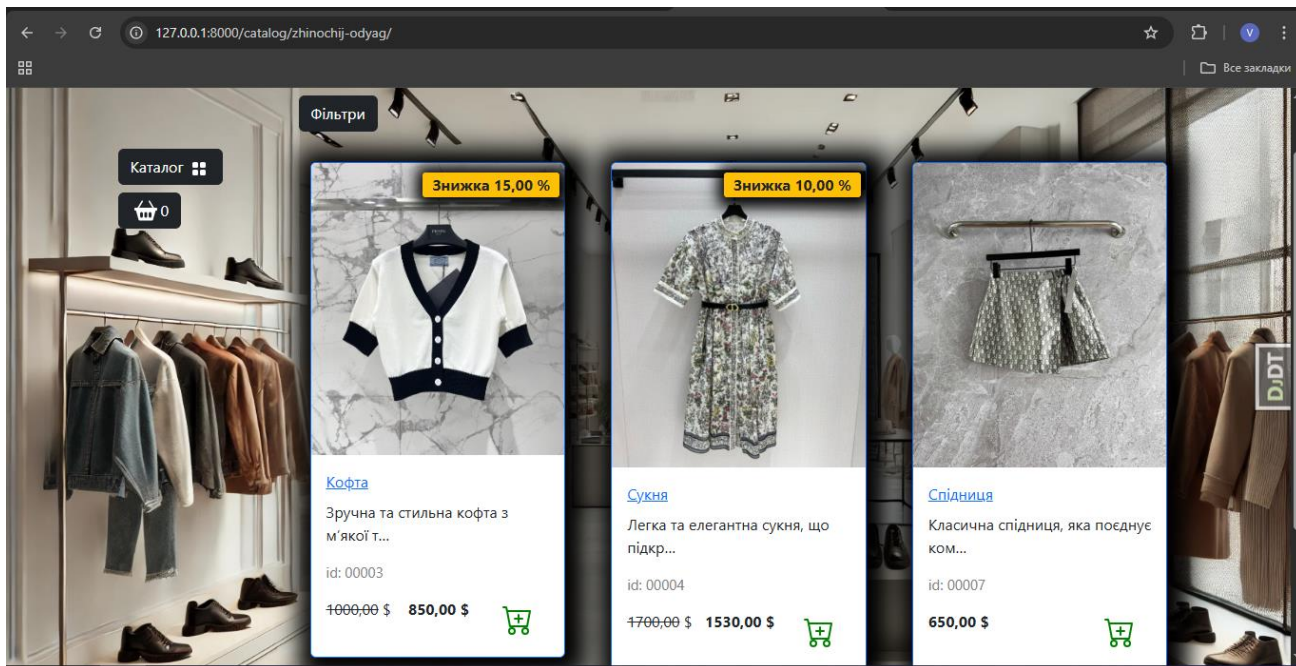 127.0.0.1:8000/catalog/zhinochij-odyag/
V
Все закладки
Фільтри
Каталог
0
Знижка 15,00 %
Кофта
Зручна та стильна кофта з
м’якої т...
id: 00003
1000,00 $ 850,00 $
Знижка 10,00 %
Сукня
Легка та елегантна сукня, що
підкр...
id: 00004
1700,00 $ 1530,00 $
Спідниця
Класична спідниця, яка поєднує
ком...
id: 00007
650,00 $
DJDT